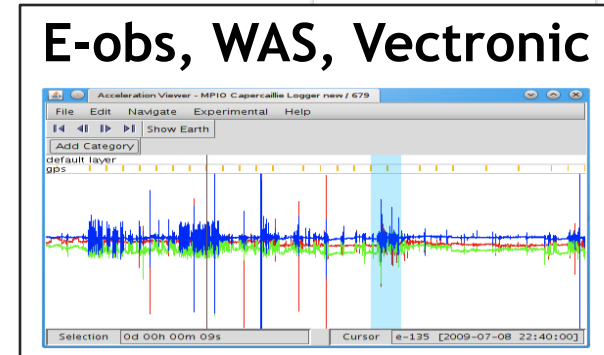 E-obs, WAS, Vectronic
Acceleration Viewer - MPIO Capercaillie Logger new / 679
File Edit Navigate Experimental Help
Show Earth
Add Category
default layer
gps
Selection 0d 00h 00m 09s Cursor e-135 [2009-07-08 22:40:00]